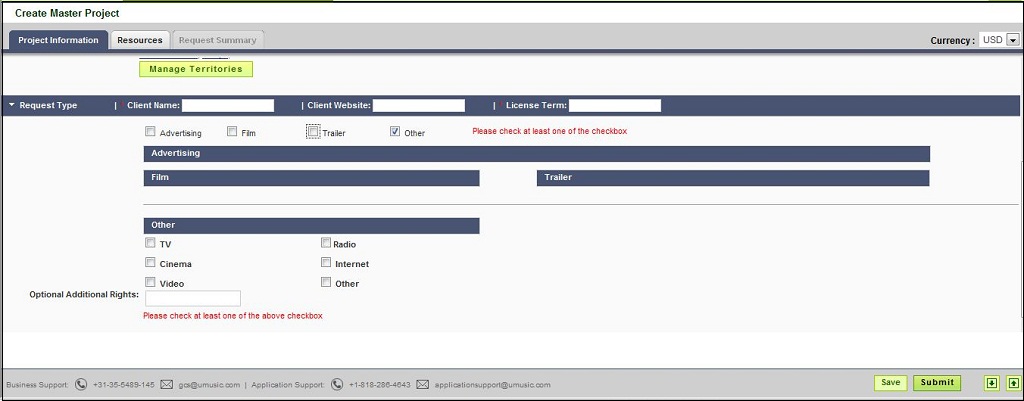 Create Master Project
Project Information Resources Request Summary Currency : USD
Manage Territories
Request Type | * Client Name: | Client Website: | * License Term:
Advertising Film Trailer Other Please check at least one of the checkbox
Advertising
Film Trailer
Other
TV Radio
Cinema Internet
Video Other
Optional Additional Rights:
Please check at least one of the above checkbox
Business Support: +31-35-5489-145 gcs@umusic.com | Application Support: +1-818-286-4643 applicationsupport@umusic.com Save Submit